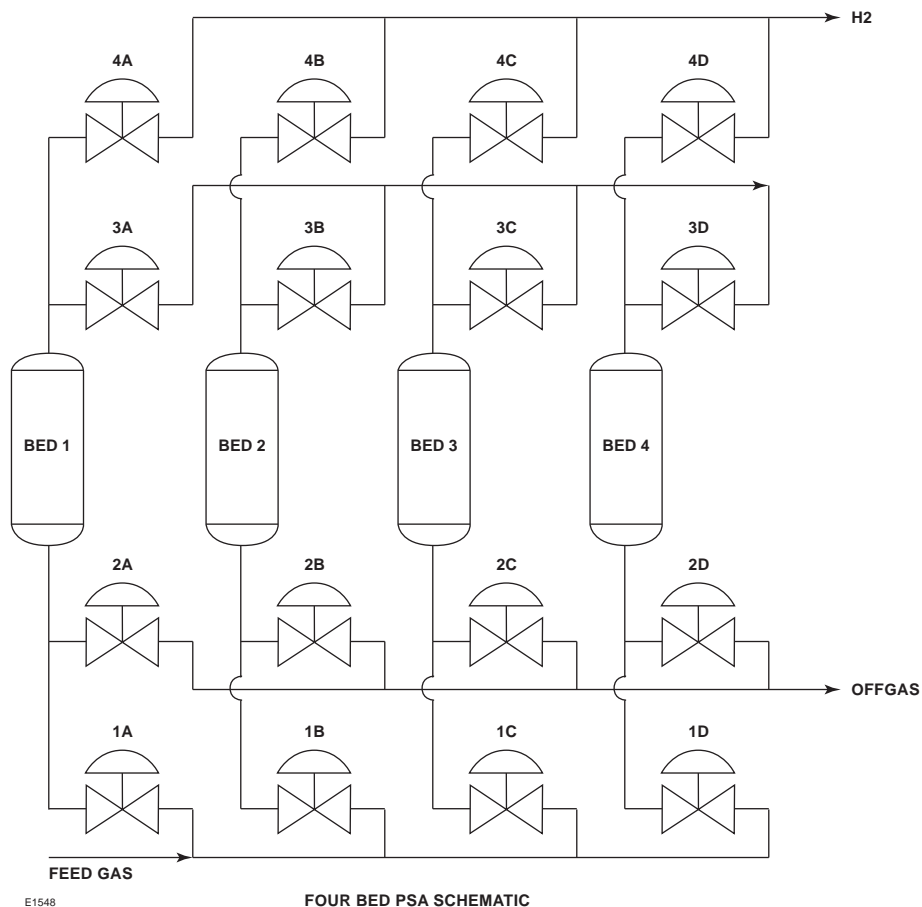 H2
4A 4B 4C 4D
3A 3B 3C 3D
BED 1 BED 2 BED 3 BED 4
2A 2B 2C 2D
OFFGAS
1A 1B 1C 1D
FEED GAS
E1548 FOUR BED PSA SCHEMATIC